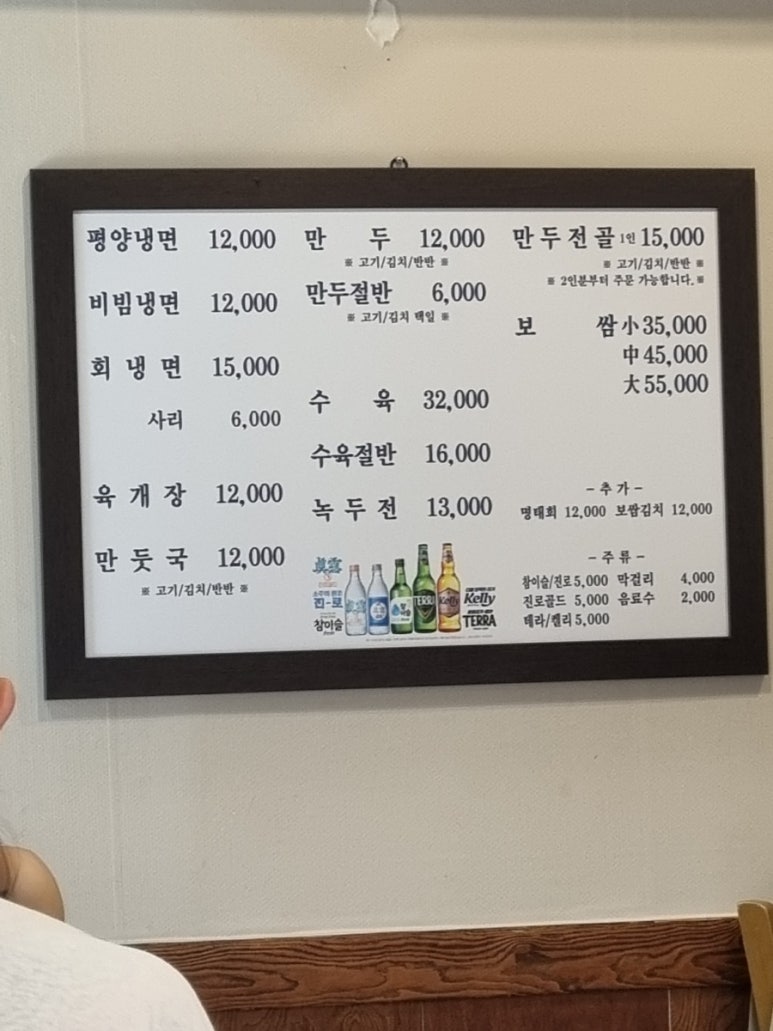 평양냉면 12,000
비빔냉면 12,000
회 냉 면 15,000
사리 6,000
육 개 장 12,000
만 둣 국 12,000
※ 고기/김치/반반 ※
만 두 12,000
※ 고기/김치/반반 ※
만두절반 6,000
※ 고기/김치 택일 ※
수 육 32,000
수육절반 16,000
녹 두 전 13,000
진-로
참이슬
fresh
TERRA
Kelly
Kelly
TERRA
만 두 전 골 1인 15,000
※ 고기/김치/반반 ※
※ 2인분부터 주문 가능합니다. ※
보 쌈 小 35,000
中 45,000
大 55,000
- 추 가 -
명태회 12,000 보쌈김치 12,000
- 주 류 -
참이슬/진로 5,000 막걸리 4,000
진로골드 5,000 음료수 2,000
테라/켈리 5,000